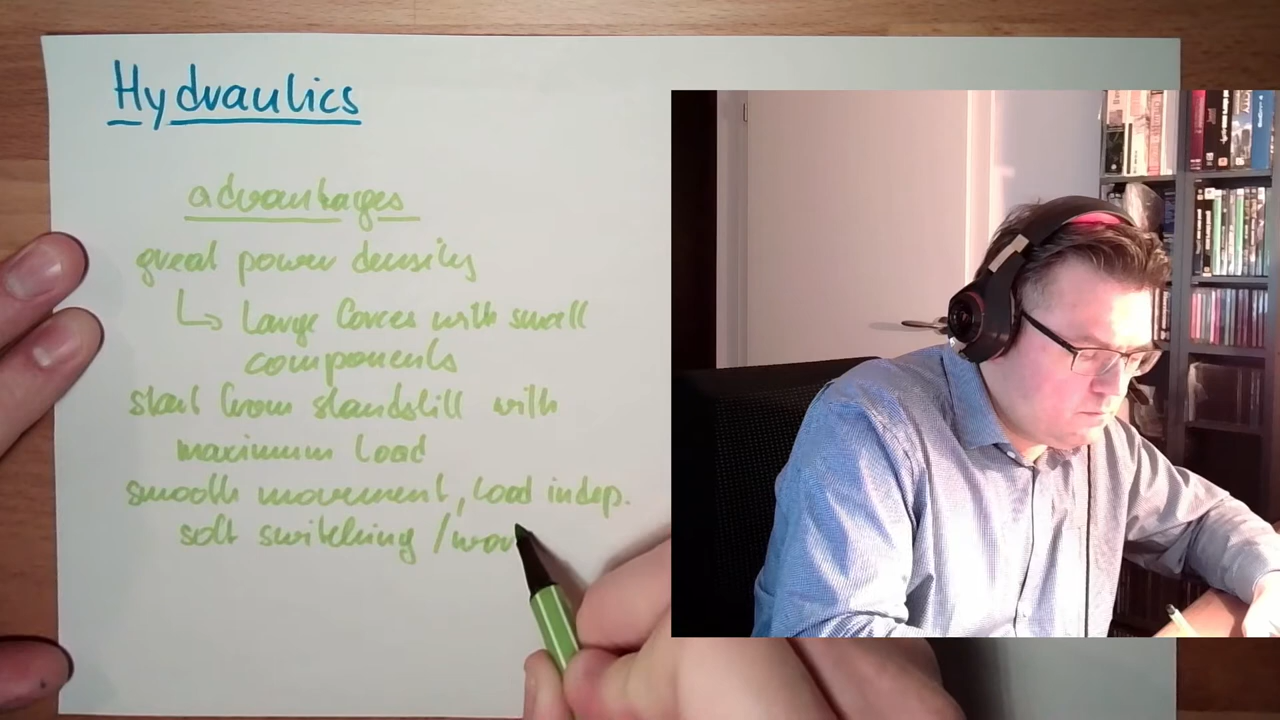 Hydraulics
advantages
great power density
↳ Large forces with small
components
start from standstill with
maximum load
smooth movement, load indep.
soft switching /mov